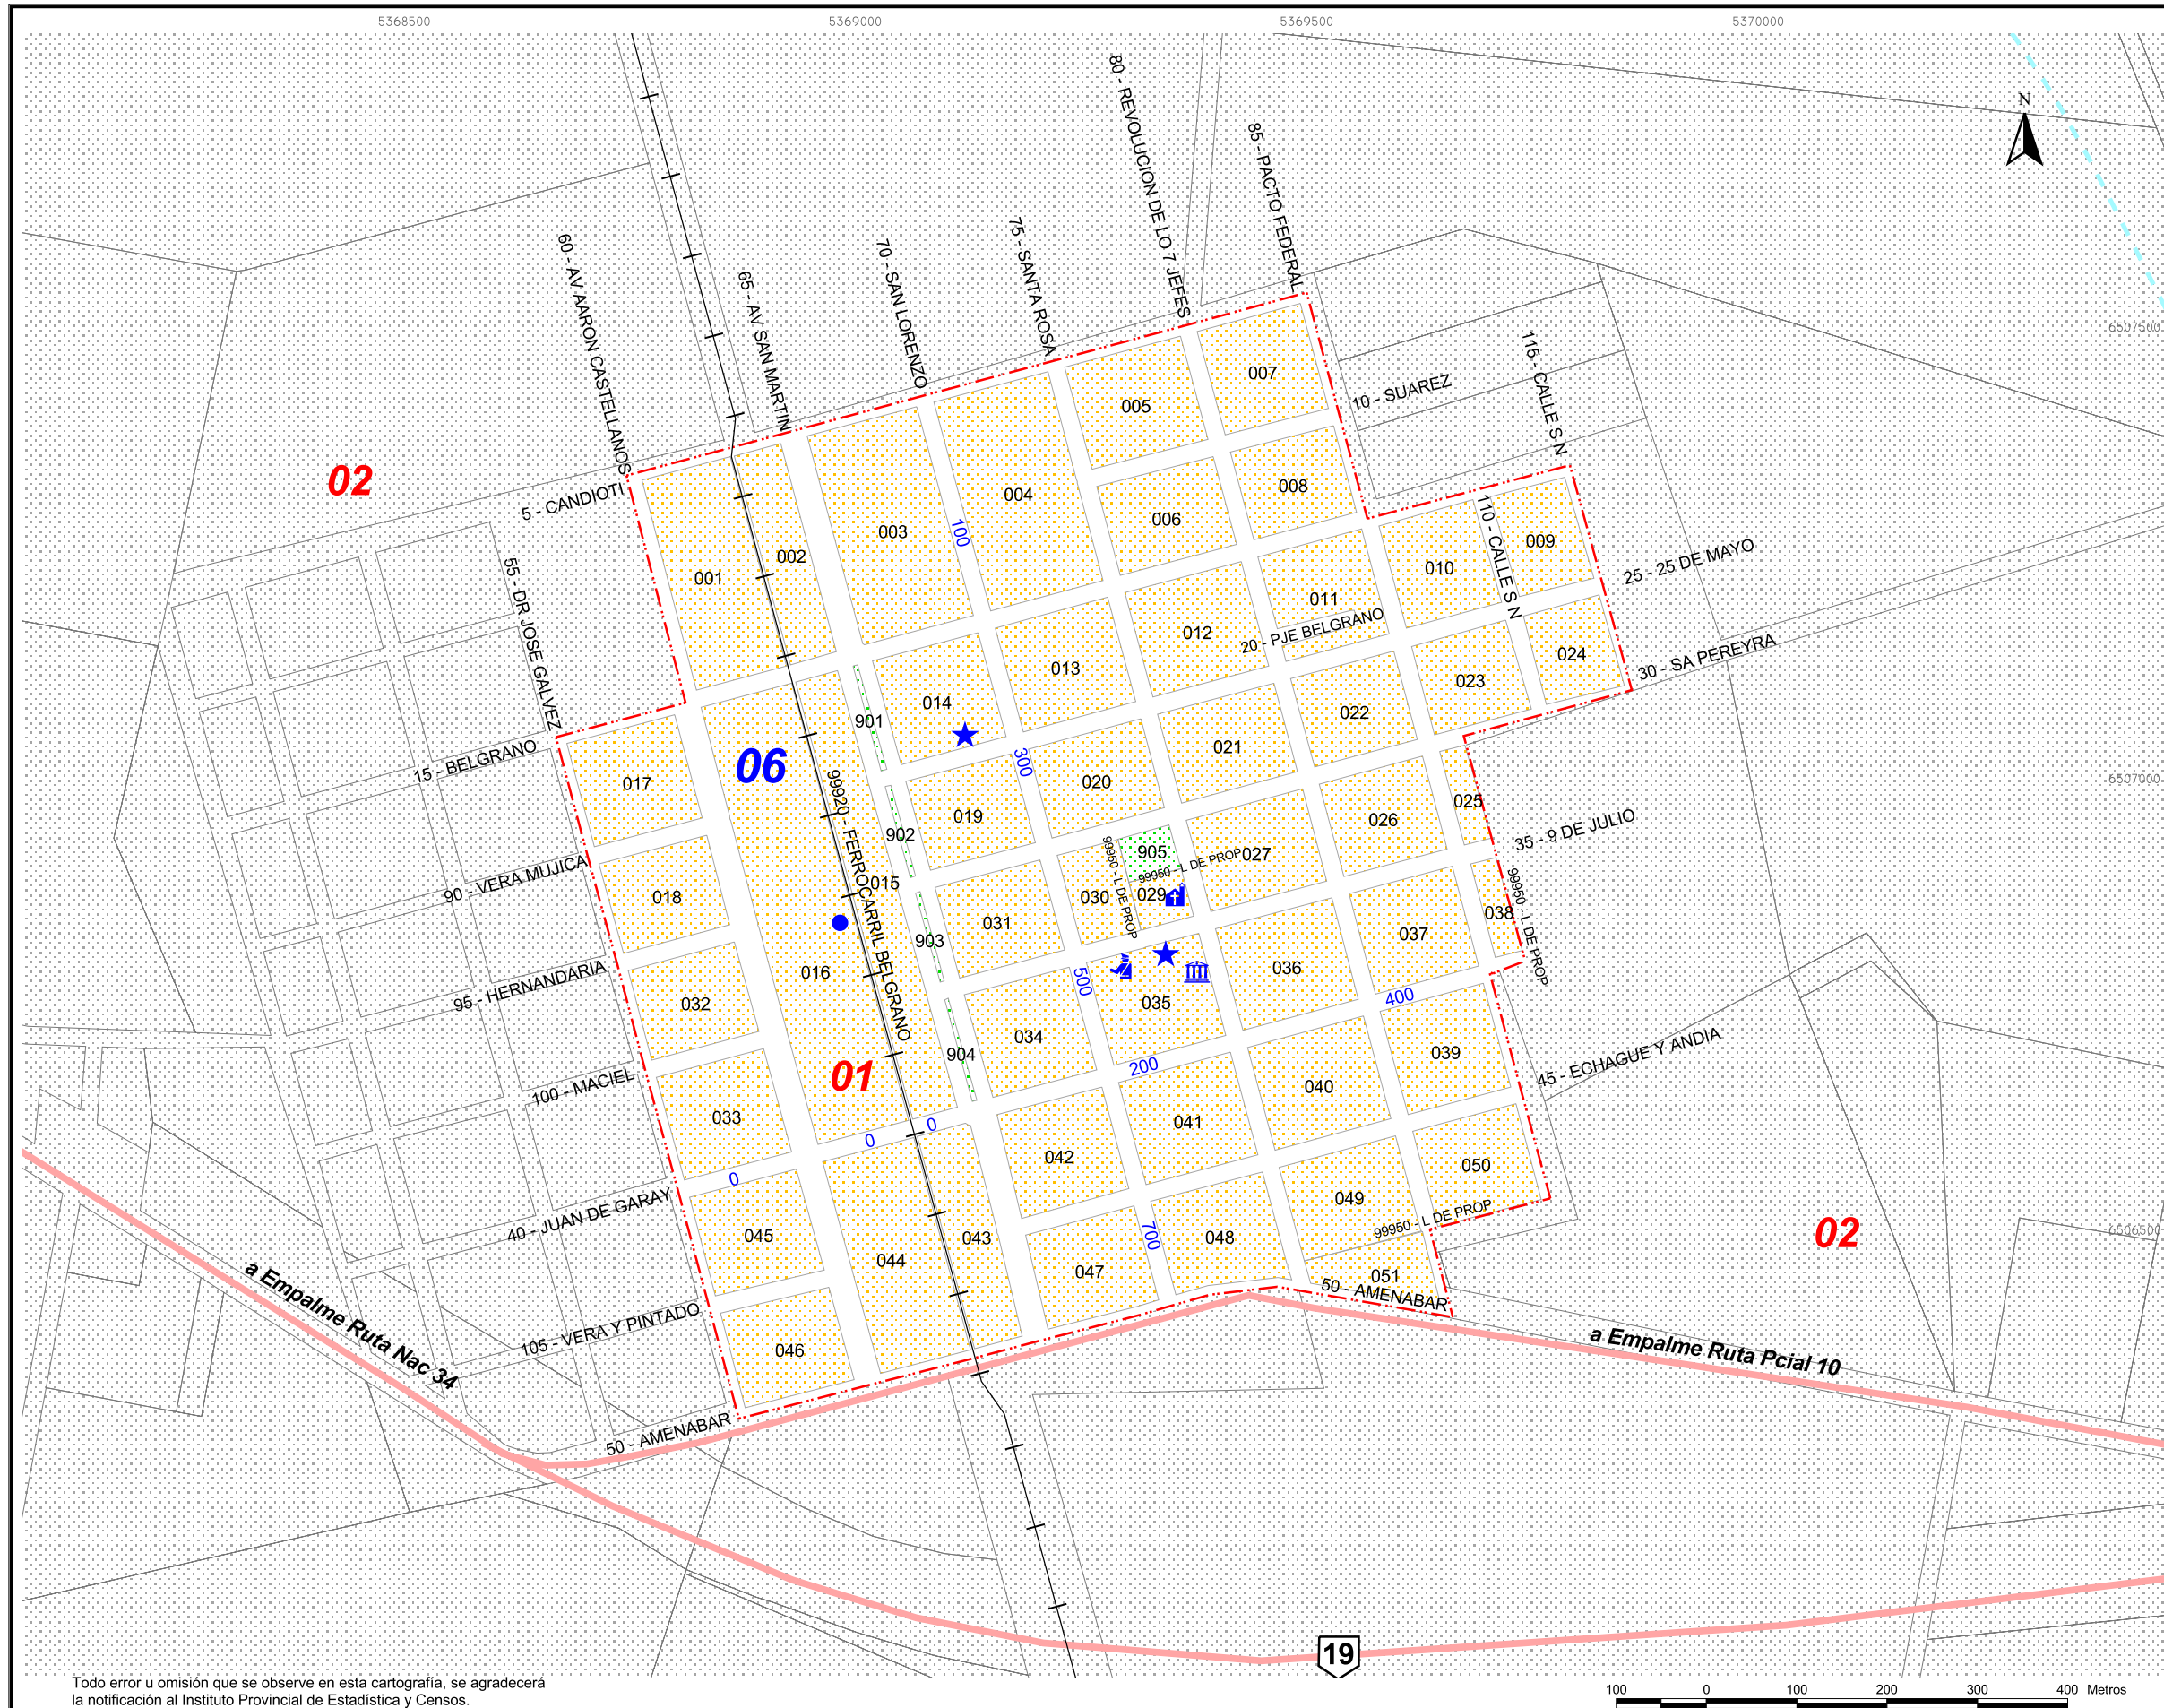 5368500
5369000
5369500
5370000
N
80 - REVOLUCION DE LO 7 JEFES
85 - PACTO FEDERAL
75 - SANTA ROSA
70 - SAN LORENZO
60 - AV AARON CASTELLANOS
65 - AV SAN MARTIN
115 - CALLE S N
6507500
007
005
10 - SUAREZ
02
5 - CANDIOTI
004
008
006
003
100
110 - CALLE S N
009
002
001
010
25 - 25 DE MAYO
55 - DR JOSE GALVEZ
011
012
20 - PJE BELGRANO
024
30 - SA PEREYRA
013
023
014
022
901
15 - BELGRANO
06
021
300
6507000
017
020
99920 - FERROCARRIL BELGRANO
025
019
026
35 - 9 DE JULIO
902
905
027
99950 - L DE PROP
99950 - L DE PROP
90 - VERA MUJICA
015
018
030
029
99950 - L DE PROP
038
031
037
903
95 - HERNANDARIA
016
036
500
400
032
035
034
904
039
200
45 - ECHAGUE Y ANDIA
01
100 - MACIEL
040
033
041
0
0
042
050
0
40 - JUAN DE GARAY
049
99950 - L DE PROP
02
6506500
045
043
700
048
044
a Empalme Ruta Nac 34
047
051
50 - AMENABAR
105 - VERA Y PINTADO
046
a Empalme Ruta Pcial 10
50 - AMENABAR
19
Todo error u omisión que se observe en esta cartografía, se agradecerá
la notificación al Instituto Provincial de Estadística y Censos.
100 0 100 200 300 400 Metros